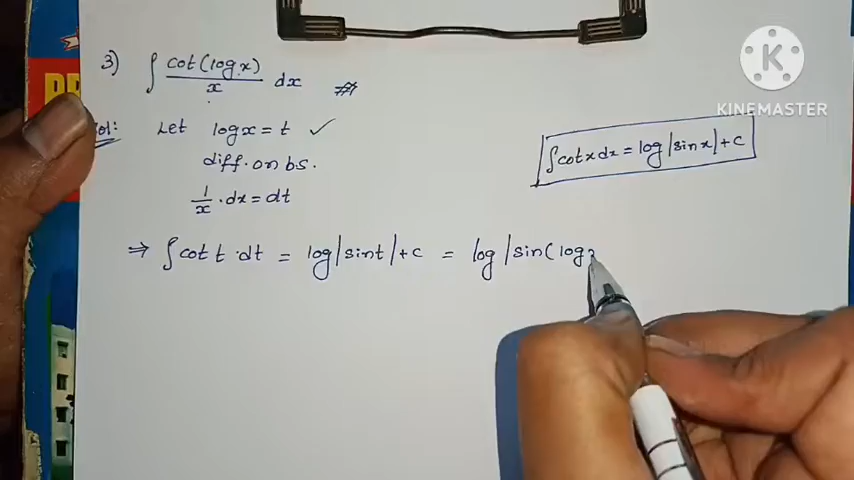 3) ∫ cot(log x)/x dx
KINEMASTER
Let log x = t ✓
∫cot x dx = log|sin x| + c
diff. on b s.
1/x · dx = dt
⇒ ∫ cot t · dt = log|sin t| + c = log|sin(log